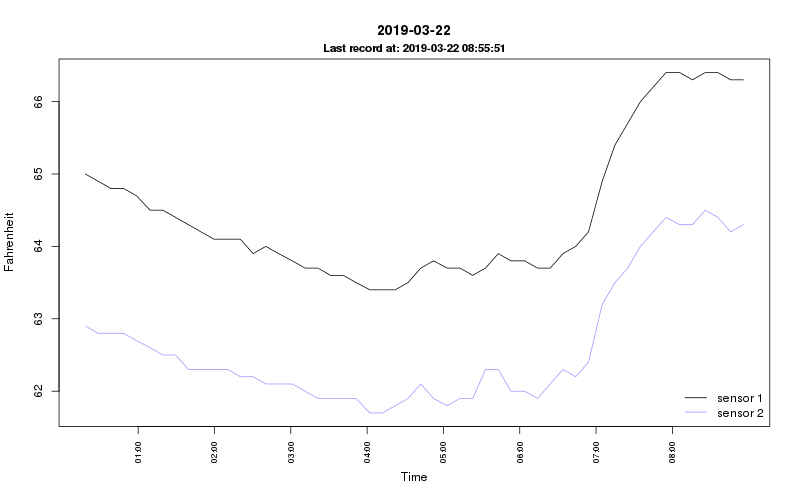 2019-03-22
Last record at: 2019-03-22 08:55:51
Fahrenheit
66
65
64
63
62
sensor 1
sensor 2
01:00 02:00 03:00 04:00 05:00 06:00 07:00 08:00
Time